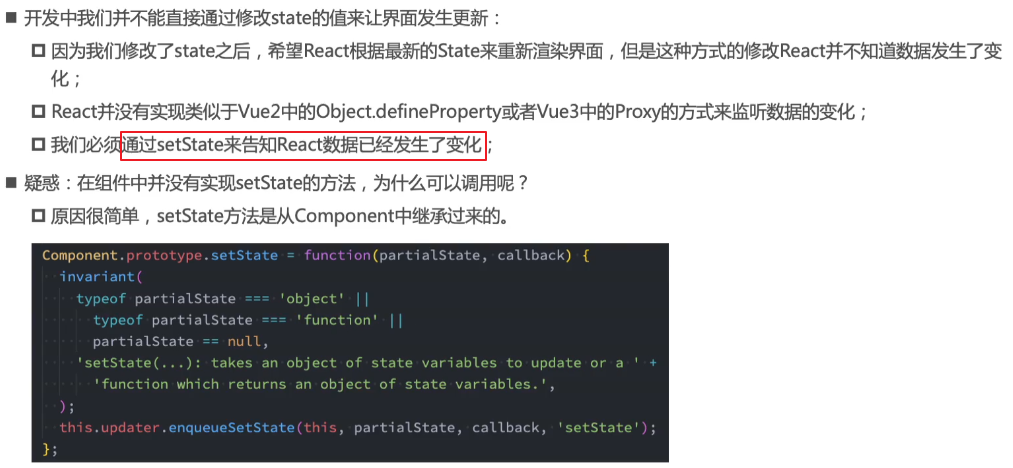 开发中我们并不能直接通过修改state的值来让界面发生更新：
因为我们修改了state之后，希望React根据最新的State来重新渲染界面，但是这种方式的修改React并不知道数据发生了变
化；
React并没有实现类似于Vue2中的Object.defineProperty或者Vue3中的Proxy的方式来监听数据的变化；
我们必须通过setState来告知React数据已经发生了变化；
疑惑：在组件中并没有实现setState的方法，为什么可以调用呢？
原因很简单，setState方法是从Component中继承过来的。
Component.prototype.setState = function(partialState, callback) {
invariant(
typeof partialState === 'object' ||
typeof partialState === 'function' ||
partialState == null,
'setState(...): takes an object of state variables to update or a ' +
'function which returns an object of state variables.',
);
this.updater.enqueueSetState(this, partialState, callback, 'setState');
};